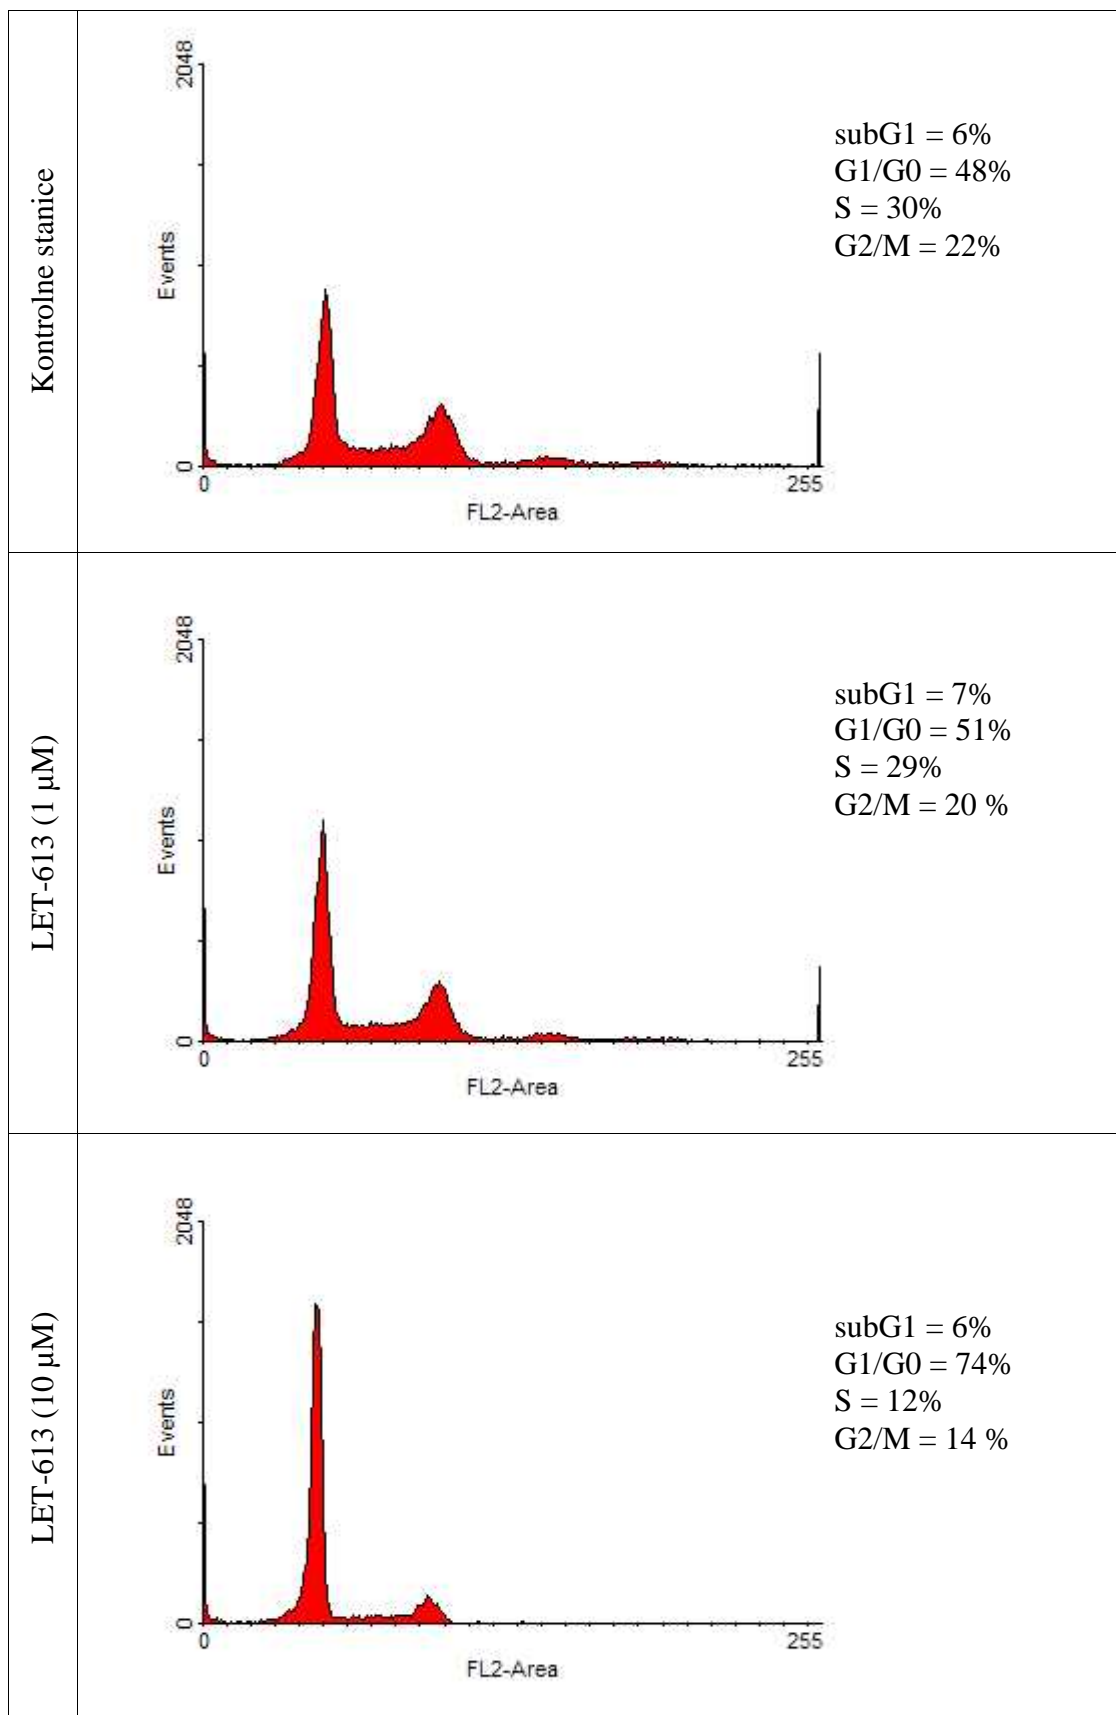 Kontrolne stanice
2048
Events
0
0
255
FL2-Area
subG1 = 6%
G1/G0 = 48%
S = 30%
G2/M = 22%
LET-613 (1 µM)
2048
Events
0
0
255
FL2-Area
subG1 = 7%
G1/G0 = 51%
S = 29%
G2/M = 20 %
LET-613 (10 µM)
2048
Events
0
0
255
FL2-Area
subG1 = 6%
G1/G0 = 74%
S = 12%
G2/M = 14 %